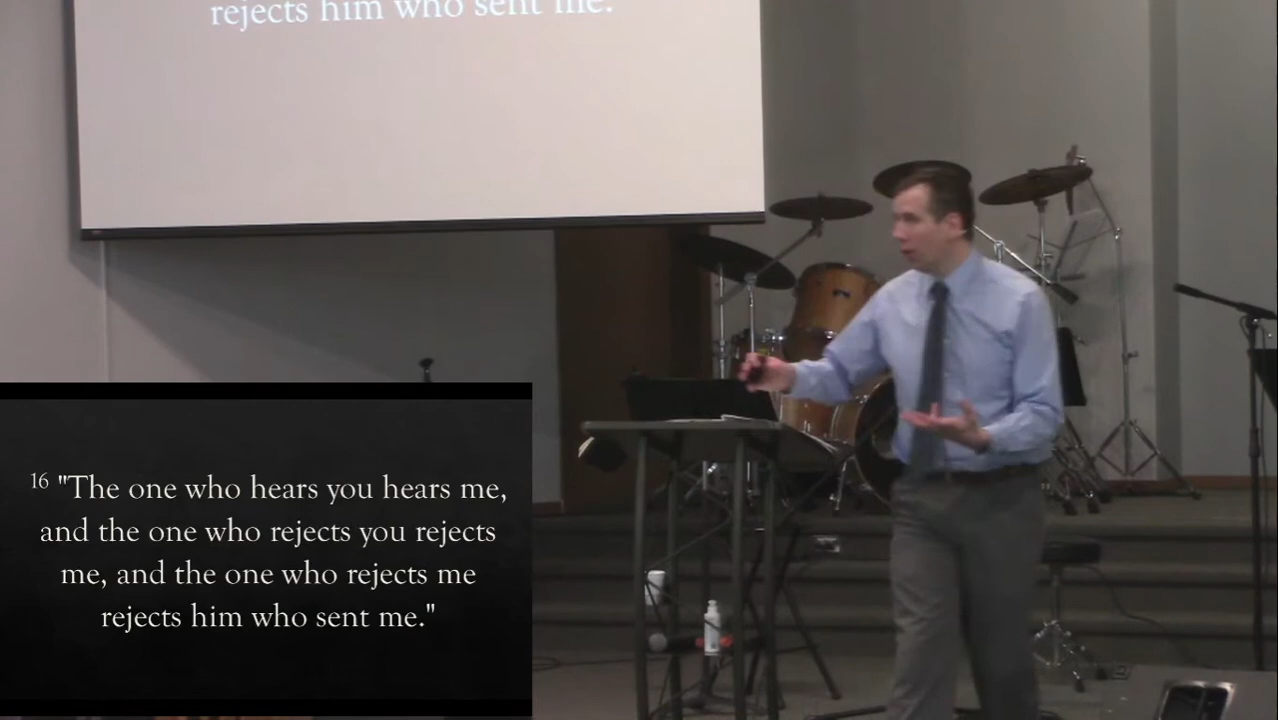 rejects him who sent me.
16 "The one who hears you hears me,
and the one who rejects you rejects
me, and the one who rejects me
rejects him who sent me."